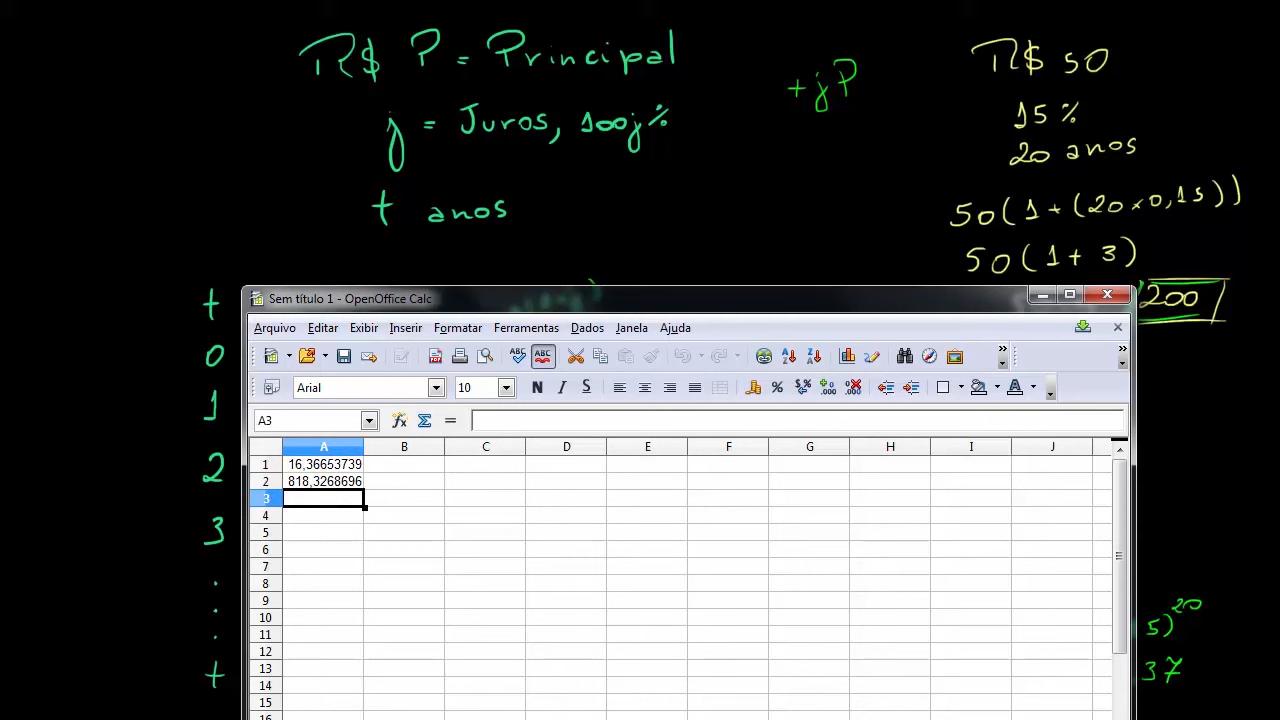 R$ P = Principal
j = Juros, 100j%
t anos
+jP
R$ 50
15 %
20 anos
50(1+(20×0,15))
50(1+ 3)
200
t
0
1
2
3
.
.
.
t
5)^20
37
Sem título 1 - OpenOffice Calc
Arquivo Editar Exibir Inserir Formatar Ferramentas Dados Janela Ajuda
Arial 10 N I S
A3 fx Σ =
A B C D E F G H I J
1 16,36653739
2 818,3268696
3
4
5
6
7
8
9
10
11
12
13
14
15
16